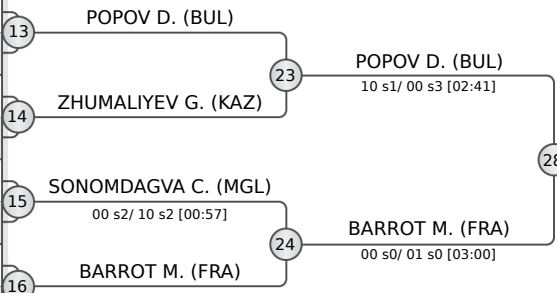 POPOV D. (BUL)
13
23
POPOV D. (BUL)
10 s1/ 00 s3 [02:41]
ZHUMALIYEV G. (KAZ)
14
28
SONOMDAGVA C. (MGL)
15
00 s2/ 10 s2 [00:57]
24
BARROT M. (FRA)
00 s0/ 01 s0 [03:00]
BARROT M. (FRA)
16